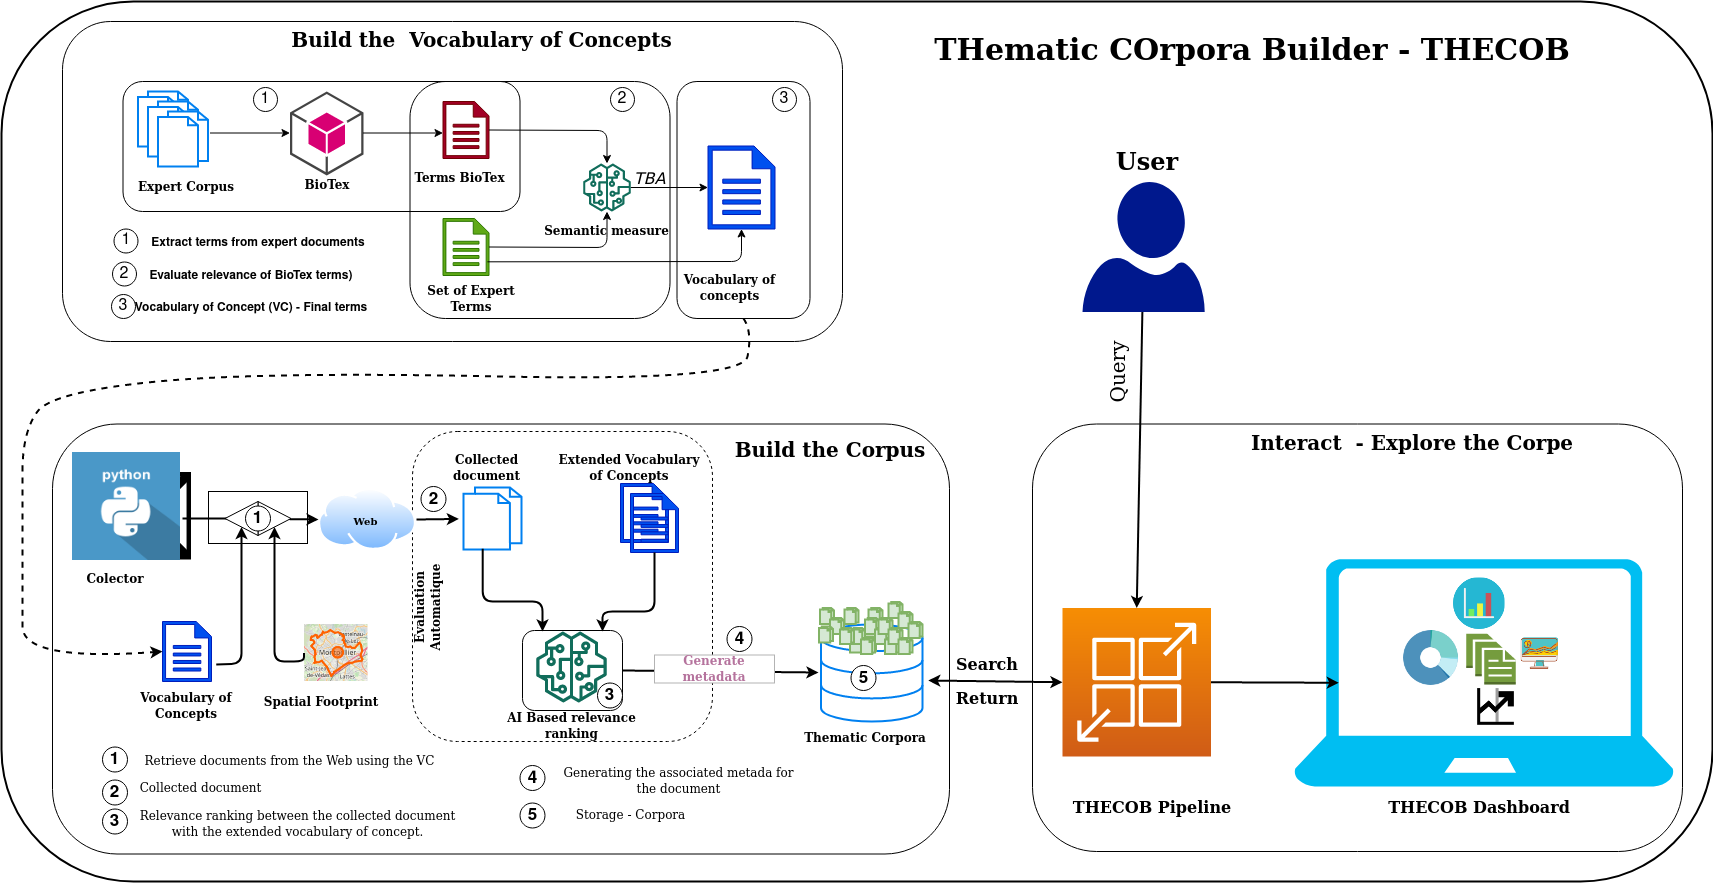 THematic COrpora Builder - THECOB
Build the Vocabulary of Concepts
1
2
3
Expert Corpus
BioTex
Terms BioTex
TBA
Semantic measure
Set of Expert
Terms
Vocabulary of
concepts
1 Extract terms from expert documents
2 Evaluate relevance of BioTex terms)
3 Vocabulary of Concept (VC) - Final terms
User
Query
Build the Corpus
python
Colector
1
Web
2
Collected
document
Extended Vocabulary
of Concepts
Evaluation
Automatique
Vocabulary of
Concepts
Montpellier
Spatial Footprint
3
AI Based relevance
ranking
4
Generate
metadata
5
Thematic Corpora
1 Retrieve documents from the Web using the VC
2 Collected document
3 Relevance ranking between the collected document
with the extended vocabulary of concept.
4 Generating the associated metada for
the document
5 Storage - Corpora
Search
Return
Interact - Explore the Corpe
THECOB Pipeline
THECOB Dashboard